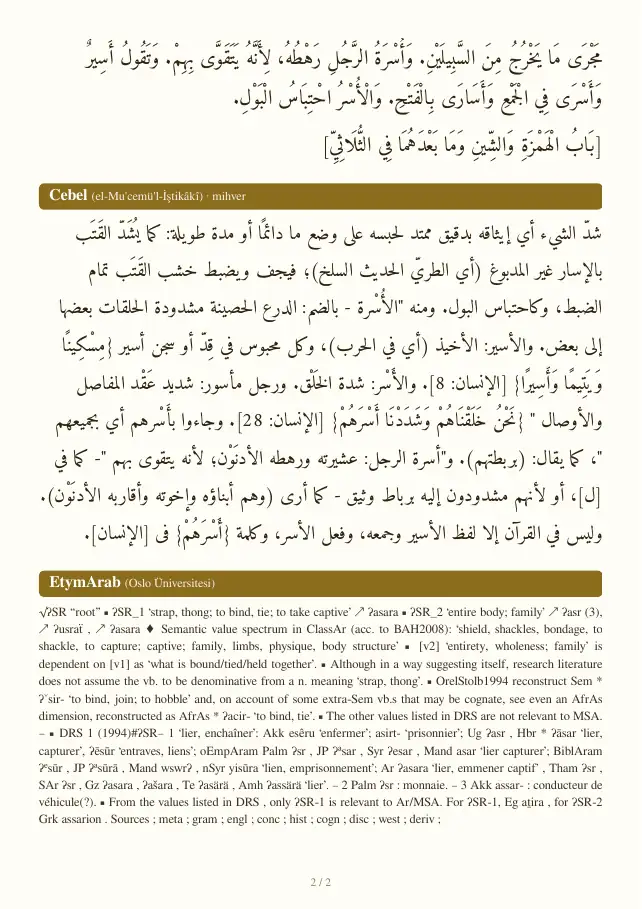 مَجْرَى مَا يَخْرُجُ مِنَ السَّبِيلَيْنِ. وَأُسْرَةُ الرَّجُلِ رَهْطُهُ، لِأَنَّهُ يَتَقَوَّى بِهِمْ. وَتَقُولُ أَسِيرٌ
وَأَسْرَى فِي الْجَمْعِ وَأَسَارَى بِالْفَتْحِ. وَالْأُسْرُ احْتِبَاسُ الْبَوْلِ.
[بَابُ الْهَمْزَةِ وَالشِّينِ وَمَا بَعْدَهُمَا فِي الثُّلَاثِيِّ]
Cebel (el-Mu'cemü'l-İştikâkî) · mihver
شدّ الشيء أي إيثاقه بدقيق ممتد لحبسه على وضع ما دائمًا أو مدة طويلة: كما يُشَدّ القَتَب
بالإسار غير المدبوغ (أي الطريّ الحديث السلخ)؛ فيجف ويضبط خشب القَتَب تمام
الضبط، وكاحتباس البول. ومنه "الأُسْرة - بالضم: الدرع الحصينة مشدودة الحلقات بعضها
إلى بعض. والأسير: الأخيذ (أي في الحرب)، وكل محبوس في قِدّ أو سجن أسير {مِسْكِينًا
وَيَتِيمًا وَأَسِيرًا} [الإنسان: 8]. والأَسْر: شدة الخَلْق. ورجل مأسور: شديد عَقْد المفاصل
والأوصال " {نَحْنُ خَلَقْنَاهُمْ وَشَدَدْنَا أَسْرَهُمْ} [الإنسان: 28]. وجاءوا بأَسْرهم أي بجميعهم
"، كما يقال: (بربطتهم). و"أسرة الرجل: عشيرته ورهطه الأدنَوْن؛ لأنه يتقوى بهم "- كما في
[ل]، أو لأنهم مشدودون إليه برباط وثيق - كما أرى (وهم أبناؤه وإخوته وأقاربه الأدنَوْن).
وليس في القرآن إلا لفظ الأسير وجمعه، وفعل الأسر، وكلمة {أَسْرَهُمْ} فى [الإنسان].
EtymArab (Oslo Üniversitesi)
√ʔSR “root” ▪ ʔSR_1 ‘strap, thong; to bind, tie; to take captive’ ↗ ʔasara ▪ ʔSR_2 ‘entire body; family’ ↗ ʔasr (3),
↗ ʔusraẗ , ↗ ʔasara ♦ Semantic value spectrum in ClassAr (acc. to BAH2008): ‘shield, shackles, bondage, to
shackle, to capture; captive; family, limbs, physique, body structure’ ▪ [v2] ‘entirety, wholeness; family’ is
dependent on [v1] as ‘what is bound/tied/held together’. ▪ Although in a way suggesting itself, research literature
does not assume the vb. to be denominative from a n. meaning ‘strap, thong’. ▪ OrelStolb1994 reconstruct Sem *
ʔˇsir- ‘to bind, join; to hobble’ and, on account of some extra-Sem vb.s that may be cognate, see even an AfrAs
dimension, reconstructed as AfrAs * ʔacir- ‘to bind, tie’. ▪ The other values listed in DRS are not relevant to MSA.
– ▪ DRS 1 (1994)#ʔSR– 1 ‘lier, enchaîner’: Akk esêru ‘enfermer’; asirt- ‘prisonnier’; Ug ʔasr , Hbr * ʔāsar ‘lier,
capturer’, ʔēsūr ‘entraves, liens’; oEmpAram Palm ʔsr , JP ʔᵃsar , Syr ʔesar , Mand asar ‘lier capturer’; BiblAram
ʔᵉsūr , JP ʔᵃsūrā , Mand wswrʔ , nSyr yisūra ‘lien, emprisonnement’; Ar ʔasara ‘lier, emmener captif’ , Tham ʔsr ,
SAr ʔsr , Gz ʔasara , ʔašara , Te ʔasärä , Amh ʔassärä ‘lier’. – 2 Palm ʔsr : monnaie. – 3 Akk assar- : conducteur de
véhicule(?). ▪ From the values listed in DRS , only ʔSR-1 is relevant to Ar/MSA. For ʔSR-1, Eg aṯira , for ʔSR-2
Grk assarion . Sources ; meta ; gram ; engl ; conc ; hist ; cogn ; disc ; west ; deriv ;
2 / 2